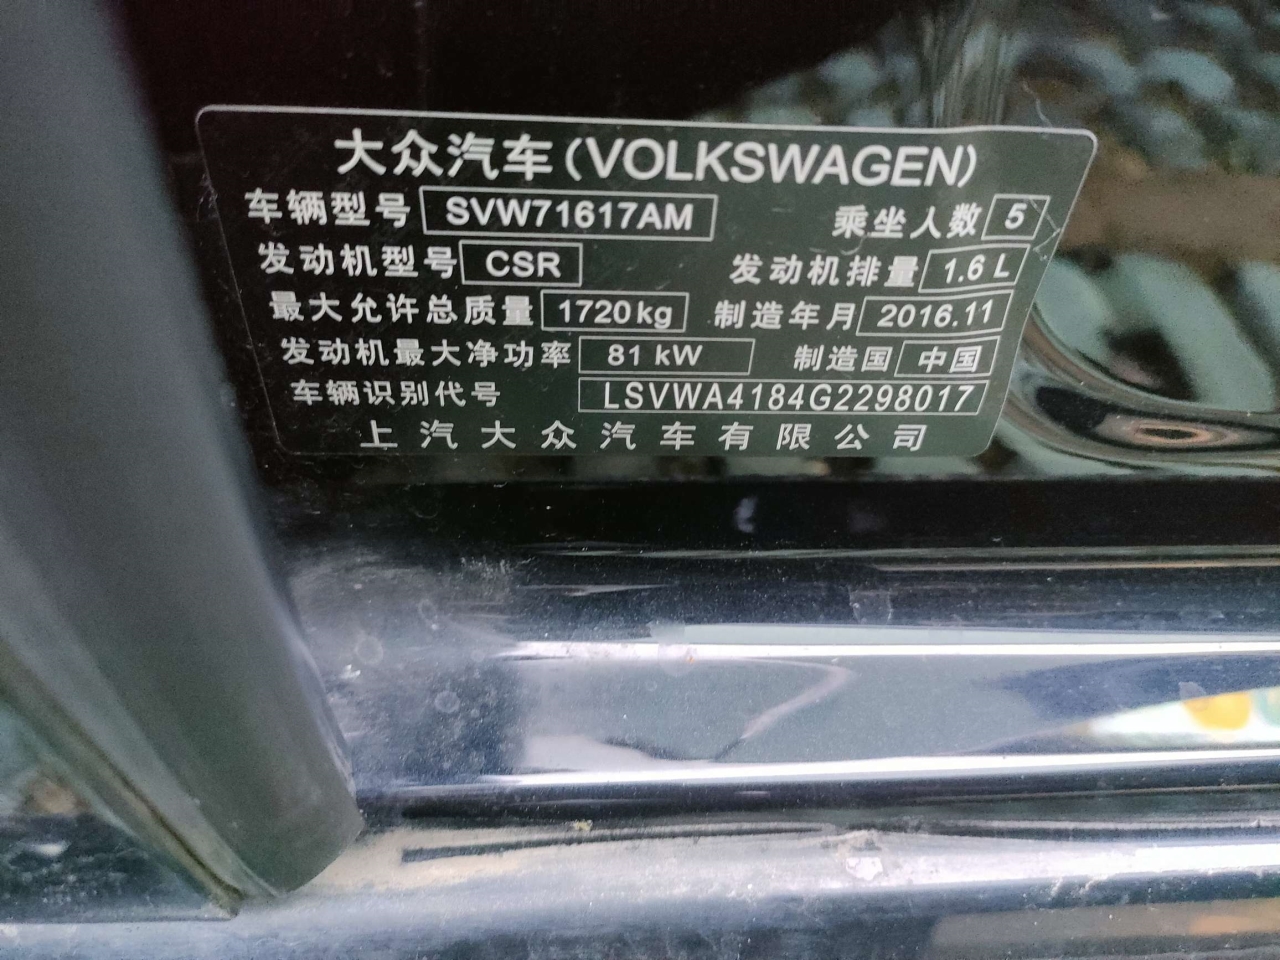 大众汽车(VOLKSWAGEN)
车辆型号 SVW71617AM 乘坐人数 5
发动机型号 CSR 发动机排量 1.6 L
最大允许总质量 1720kg 制造年月 2016.11
发动机最大净功率 81 kW 制造国 中国
车辆识别代号 LSVWA4184G2298017
上汽大众汽车有限公司